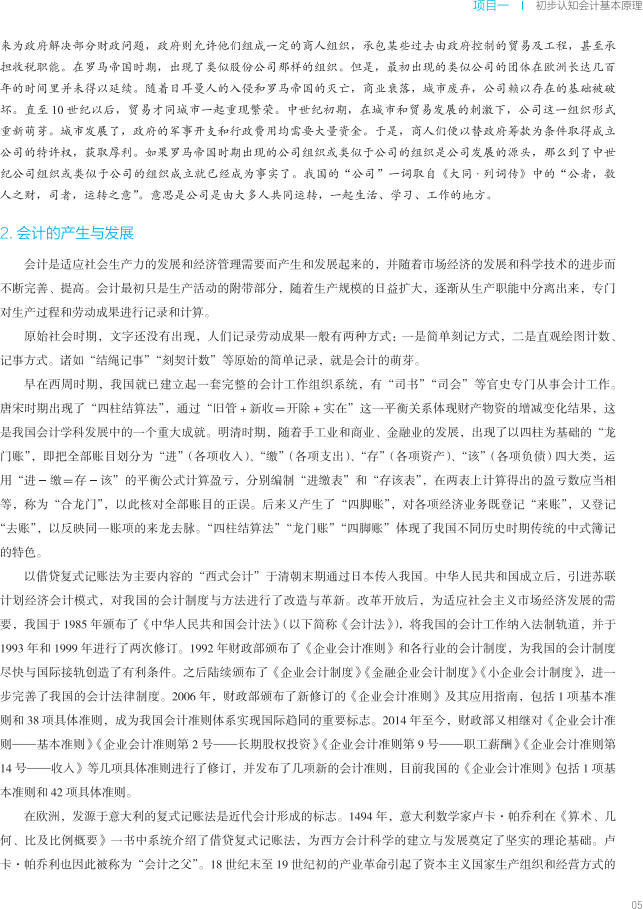 项目一 | 初步认知会计基本原理
来为政府解决部分财政问题，政府则允许他们组成一定的商人组织，承包某些过去由政府控制的贸易及工程，甚至承
担收税职能。在罗马帝国时期，出现了类似股份公司那样的组织。但是，最初出现的类似公司的团体在欧洲长达几百
年的时间里并未得以延续。随着日耳曼人的入侵和罗马帝国的灭亡，商业衰落，城市废弃，公司赖以存在的基础被破
坏。直至 10 世纪以后，贸易才同城市一起重现繁荣。中世纪初期，在城市和贸易发展的刺激下，公司这一组织形式
重新萌芽。城市发展了，政府的军事开支和行政费用均需要大量资金。于是，商人们便以替政府筹款为条件取得成立
公司的特许权，获取厚利。如果罗马帝国时期出现的公司组织或类似于公司的组织是公司发展的源头，那么到了中世
纪公司组织或类似于公司的组织成立就已经成为事实了。我国的“公司”一词取自《大同·列词传》中的“公者，数
人之财，司者，运转之意”。意思是公司是由大多人共同运转，一起生活、学习、工作的地方。
2. 会计的产生与发展
会计是适应社会生产力的发展和经济管理需要而产生和发展起来的，并随着市场经济的发展和科学技术的进步而
不断完善、提高。会计最初只是生产活动的附带部分，随着生产规模的日益扩大，逐渐从生产职能中分离出来，专门
对生产过程和劳动成果进行记录和计算。
原始社会时期，文字还没有出现，人们记录劳动成果一般有两种方式：一是简单刻记方式，二是直观绘图计数、
记事方式。诸如“结绳记事”“刻契计数”等原始的简单记录，就是会计的萌芽。
早在西周时期，我国就已建立起一套完整的会计工作组织系统，有“司书”“司会”等官吏专门从事会计工作。
唐宋时期出现了“四柱结算法”，通过“旧管 + 新收＝开除 + 实在”这一平衡关系体现财产物资的增减变化结果，这
是我国会计学科发展中的一个重大成就。明清时期，随着手工业和商业、金融业的发展，出现了以四柱为基础的“龙
门账”，即把全部账目划分为“进”（各项收入）、“缴”（各项支出）、“存”（各项资产）、“该”（各项负债）四大类，运
用“进－缴＝存－该”的平衡公式计算盈亏，分别编制“进缴表”和“存该表”，在两表上计算得出的盈亏数应当相
等，称为“合龙门”，以此核对全部账目的正误。后来又产生了“四脚账”，对各项经济业务既登记“来账”，又登记
“去账”，以反映同一账项的来龙去脉。“四柱结算法”“龙门账”“四脚账”体现了我国不同历史时期传统的中式簿记
的特色。
以借贷复式记账法为主要内容的“西式会计”于清朝末期通过日本传入我国。中华人民共和国成立后，引进苏联
计划经济会计模式，对我国的会计制度与方法进行了改造与革新。改革开放后，为适应社会主义市场经济发展的需
要，我国于 1985 年颁布了《中华人民共和国会计法》（以下简称《会计法》），将我国的会计工作纳入法制轨道，并于
1993 年和 1999 年进行了两次修订。1992 年财政部颁布了《企业会计准则》和各行业的会计制度，为我国的会计制度
尽快与国际接轨创造了有利条件。之后陆续颁布了《企业会计制度》《金融企业会计制度》《小企业会计制度》，进一
步完善了我国的会计法律制度。2006 年，财政部颁布了新修订的《企业会计准则》及其应用指南，包括 1 项基本准
则和 38 项具体准则，成为我国会计准则体系实现国际趋同的重要标志。2014 年至今，财政部又相继对《企业会计准
则——基本准则》《企业会计准则第 2 号——长期股权投资》《企业会计准则第 9 号——职工薪酬》《企业会计准则第
14 号——收入》等几项具体准则进行了修订，并发布了几项新的会计准则，目前我国的《企业会计准则》包括 1 项基
本准则和 42 项具体准则。
在欧洲，发源于意大利的复式记账法是近代会计形成的标志。1494 年，意大利数学家卢卡·帕乔利在《算术、几
何、比及比例概要》一书中系统介绍了借贷复式记账法，为西方会计科学的建立与发展奠定了坚实的理论基础。卢
卡·帕乔利也因此被称为“会计之父”。18 世纪末至 19 世纪初的产业革命引起了资本主义国家生产组织和经营方式的
05